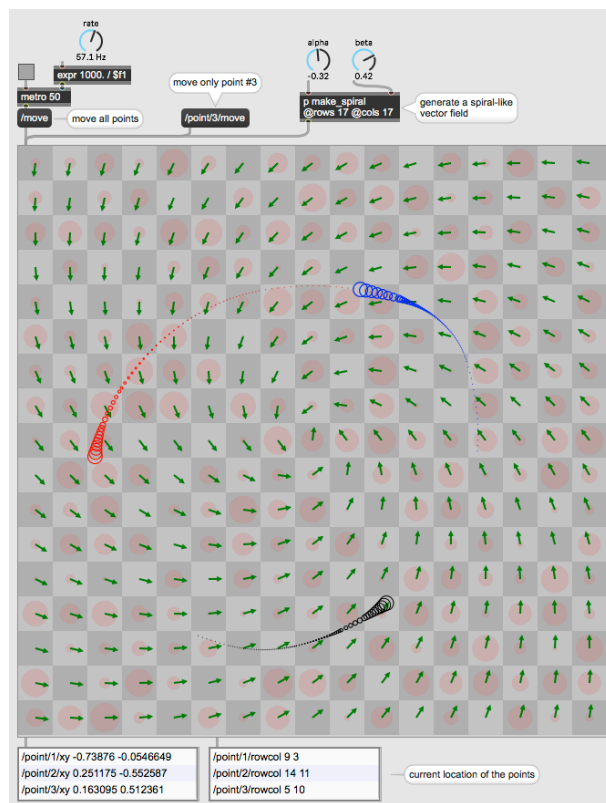 rate
57.1 Hz
expr 1000. / $f1
metro 50
/move
move all points
move only point #3
/point/3/move
alpha
-0.32
beta
0.42
p make_spiral
@rows 17 @cols 17
generate a spiral-like
vector field
/point/1/xy -0.73876 -0.0546649
/point/2/xy 0.251175 -0.552587
/point/3/xy 0.163095 0.512361
/point/1/rowcol 9 3
/point/2/rowcol 14 11
/point/3/rowcol 5 10
current location of the points